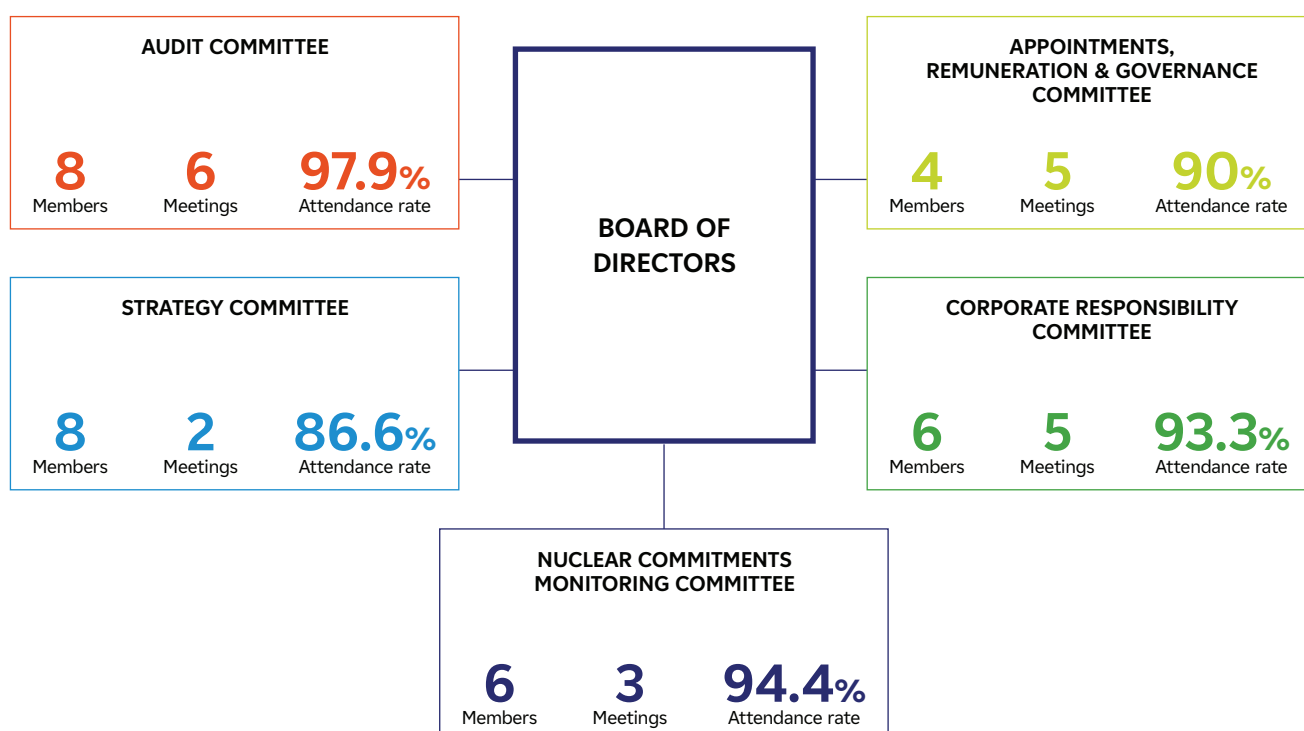 AUDIT COMMITTEE
8 6 97.9%
Members Meetings Attendance rate
APPOINTMENTS,
REMUNERATION & GOVERNANCE
COMMITTEE
4 5 90%
Members Meetings Attendance rate
BOARD OF
DIRECTORS
STRATEGY COMMITTEE
8 2 86.6%
Members Meetings Attendance rate
CORPORATE RESPONSIBILITY
COMMITTEE
6 5 93.3%
Members Meetings Attendance rate
NUCLEAR COMMITMENTS
MONITORING COMMITTEE
6 3 94.4%
Members Meetings Attendance rate